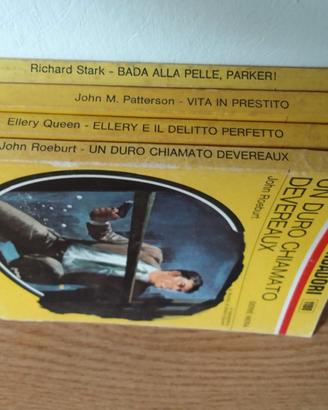 Richard Stark - BADA ALLA PELLE, PARKER!
John M. Patterson - VITA IN PRESTITO
Ellery Queen - ELLERY E IL DELITTO PERFETTO
John Roeburt - UN DURO CHIAMATO DEVEREAUX
UN DURO CHIAMATO
DEVEREAUX
John Roeburt